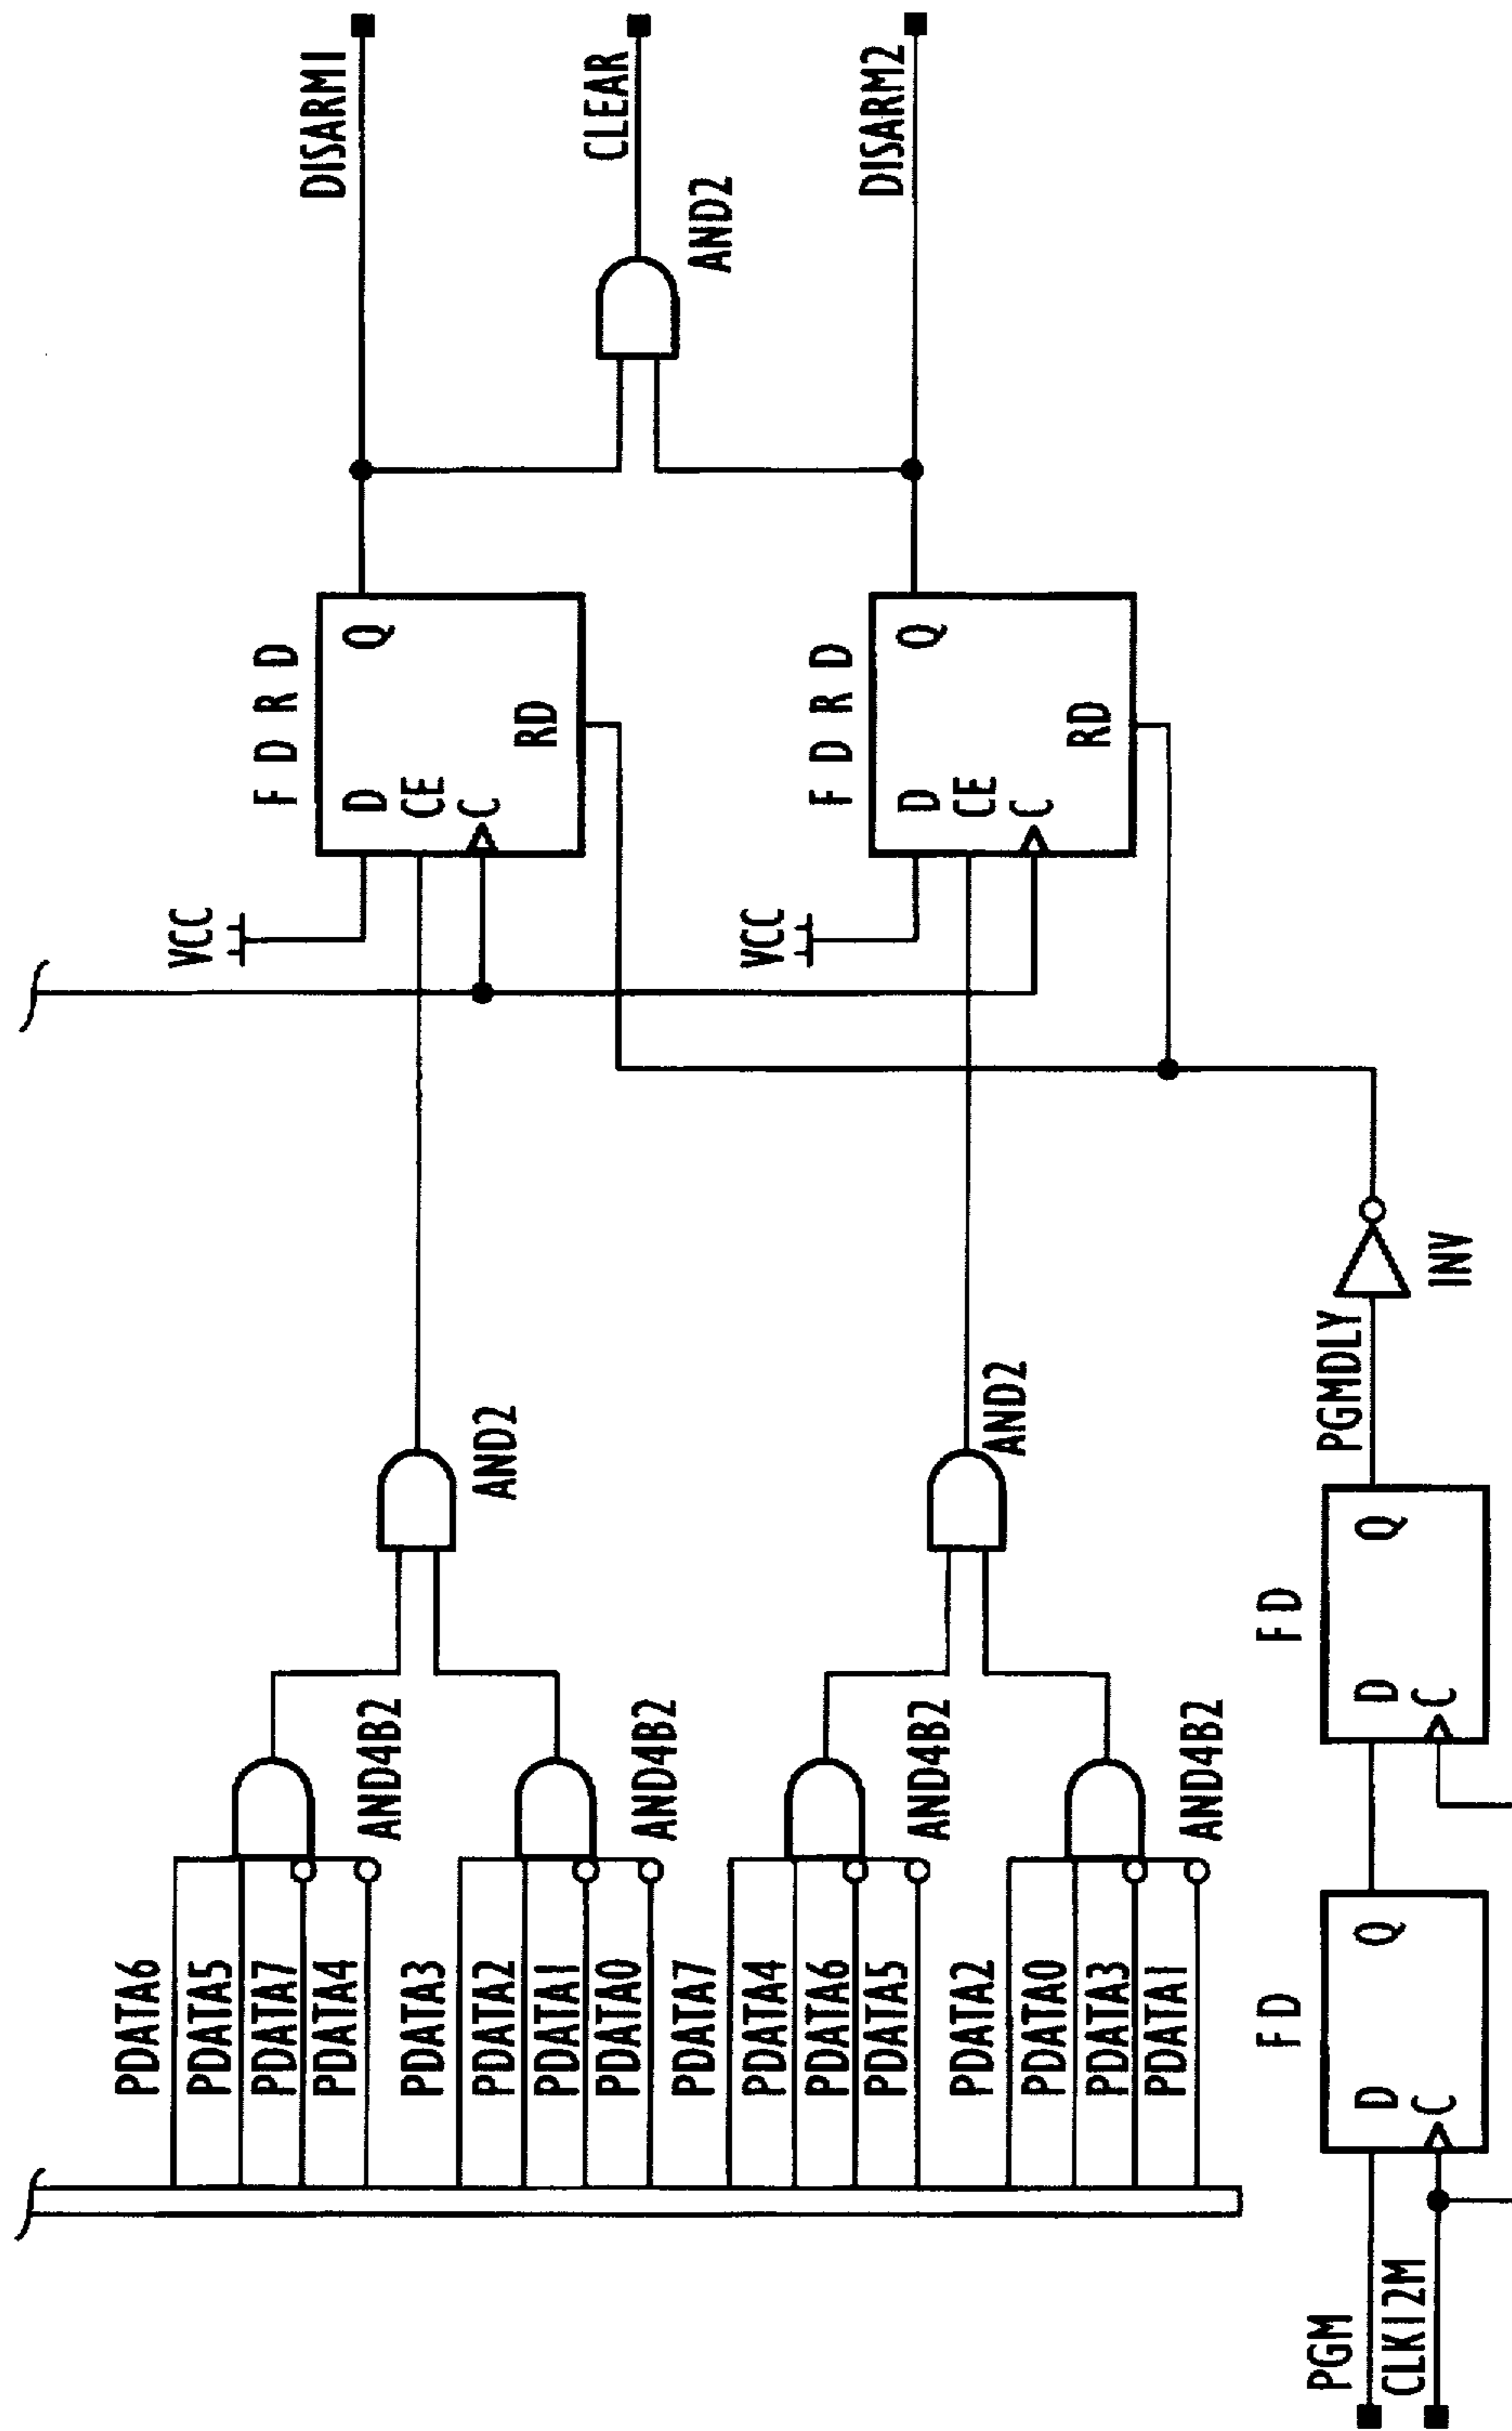 DISARM1
CLEAR
AND2
DISARM2
F D R D
D
CE
C
Q
RD
VCC
F D R D
D
CE
C
Q
RD
VCC
AND2
AND2
PDATA6
PDATA5
PDATA7
PDATA4
AND4B2
PDATA3
PDATA2
PDATA1
PDATA0
AND4B2
PDATA7
PDATA4
PDATA6
PDATA5
AND4B2
PDATA2
PDATA0
PDATA3
PDATA1
AND4B2
PGM
CLK12M
F D
D
C
Q
F D
D
C
Q
PGMDLY
INV